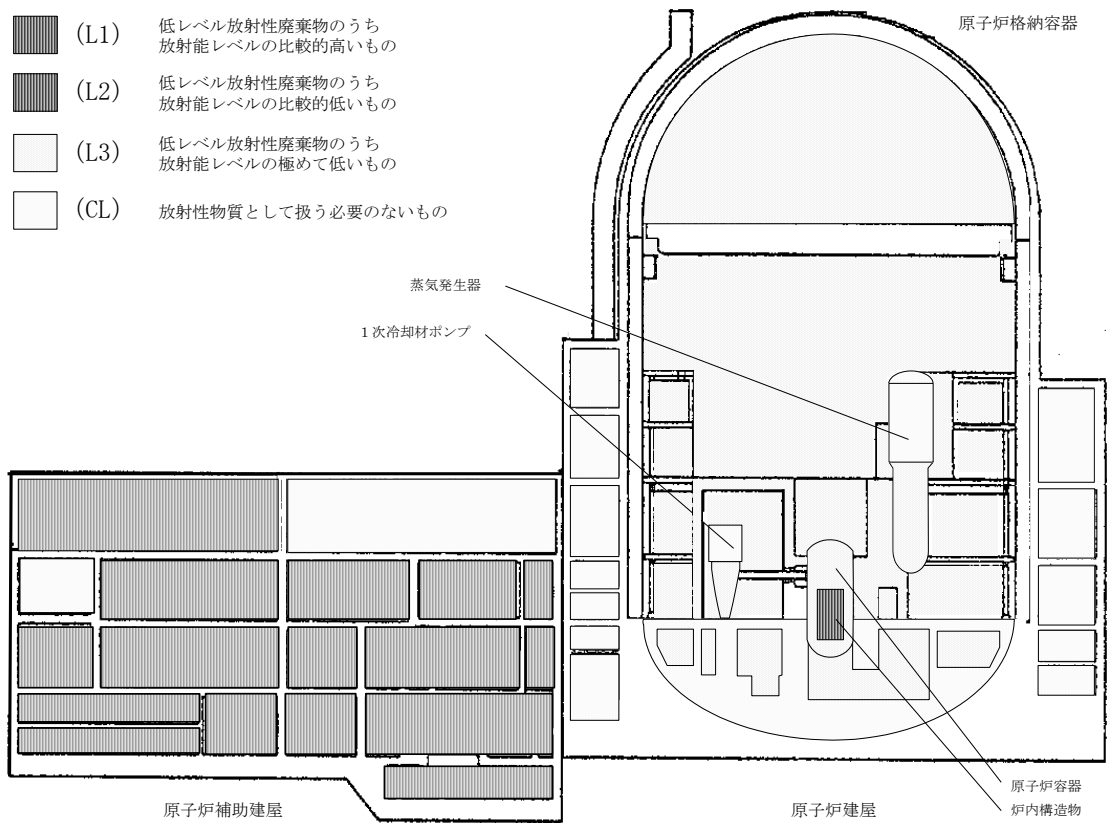 (L1)
低レベル放射性廃棄物のうち
放射能レベルの比較的高いもの
(L2)
低レベル放射性廃棄物のうち
放射能レベルの比較的低いもの
(L3)
低レベル放射性廃棄物のうち
放射能レベルの極めて低いもの
(CL)
放射性物質として扱う必要のないもの
原子炉格納容器
蒸気発生器
1次冷却材ポンプ
原子炉容器
炉内構造物
原子炉補助建屋
原子炉建屋